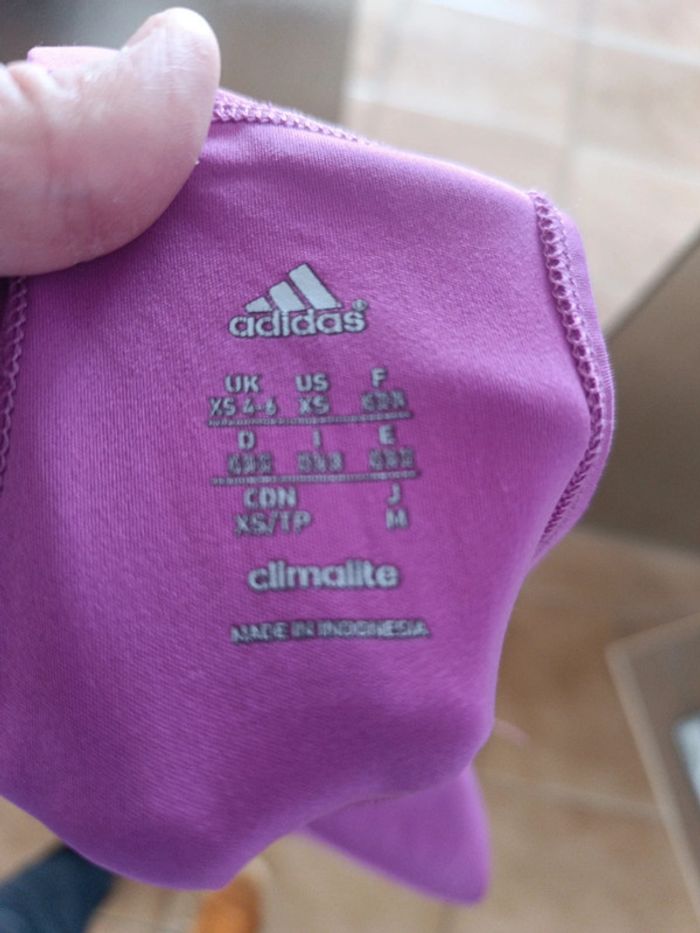 adidas®
UK US F
XS 4-6 XS
D I E
CDN J
XS/TP M
climalite
MADE IN INDONESIA